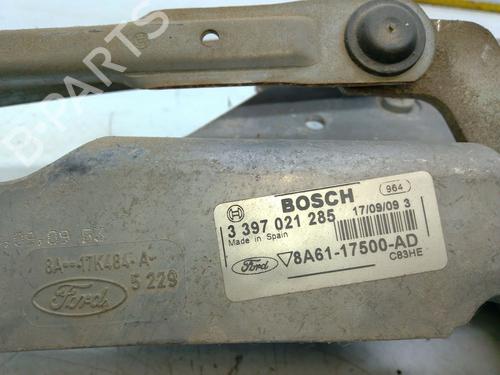 B-PARTS
BOSCH
964
3 397 021 285
17/09/09 3
Made in Spain
Ford
8A61-17500-AD
C83HE
8A--17K484-A
5 229
Ford